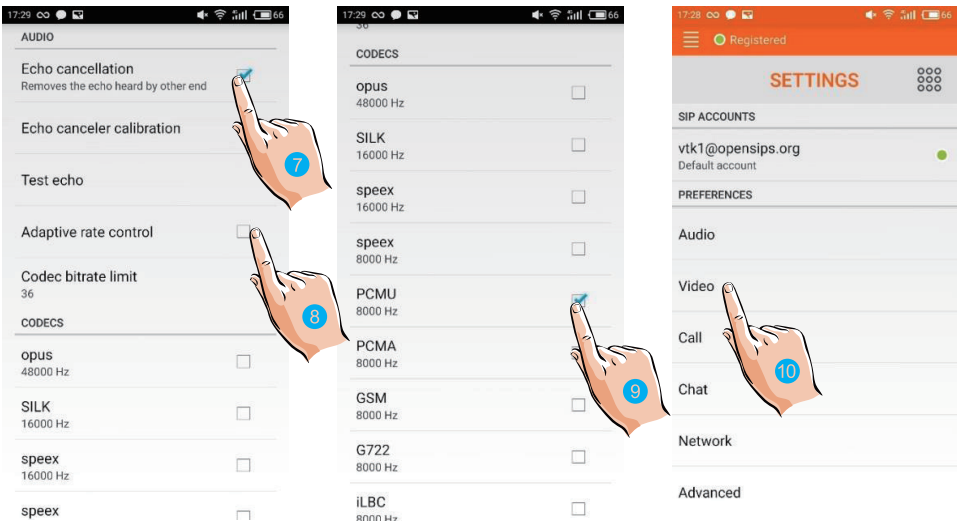 17:29
66
AUDIO
Echo cancellation
Removes the echo heard by other end
Echo canceler calibration
7
Test echo
Adaptive rate control
8
Codec bitrate limit
36
CODECS
opus
48000 Hz
SILK
16000 Hz
speex
16000 Hz
speex
17:29
66
36
CODECS
opus
48000 Hz
SILK
16000 Hz
speex
16000 Hz
speex
8000 Hz
PCMU
8000 Hz
PCMA
8000 Hz
9
GSM
8000 Hz
G722
8000 Hz
iLBC
8000 Hz
17:28
66
Registered
SETTINGS
SIP ACCOUNTS
vtk1@opensips.org
Default account
PREFERENCES
Audio
Video
Call
10
Chat
Network
Advanced